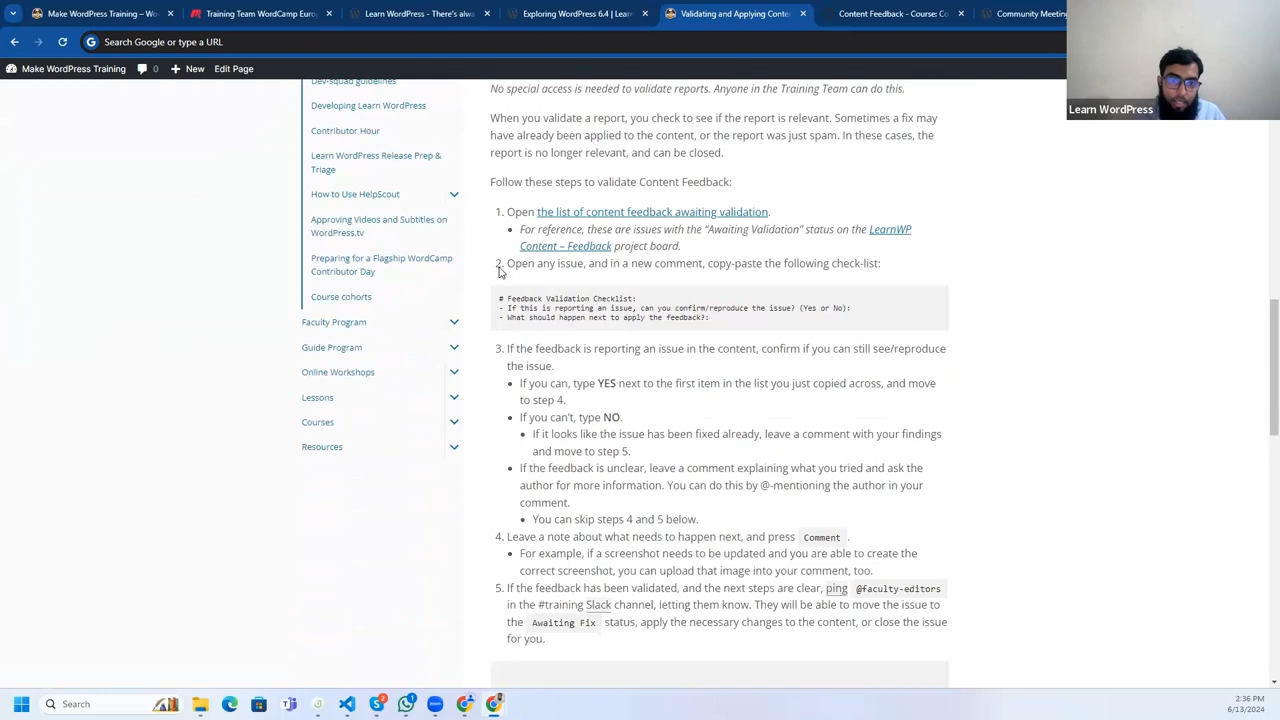 Make WordPress Training – Wo
Training Team WordCamp Euro
Learn WordPress - There's alwa
Exploring WordPress 6.4 | Learn
Validating and Applying Conte
Content Feedback - Course: Co
Community Meetin
Search Google or type a URL
Make WordPress Training
0
New
Edit Page
Learn WordPress
Dev-squad guidelines
Developing Learn WordPress
Contributor Hour
Learn WordPress Release Prep &
Triage
How to Use HelpScout
Approving Videos and Subtitles on
WordPress.tv
Preparing for a Flagship WordCamp
Contributor Day
Course cohorts
Faculty Program
Guide Program
Online Workshops
Lessons
Courses
Resources
No special access is needed to validate reports. Anyone in the Training Team can do this.
When you validate a report, you check to see if the report is relevant. Sometimes a fix may
have already been applied to the content, or the report was just spam. In these cases, the
report is no longer relevant, and can be closed.
Follow these steps to validate Content Feedback:
1. Open the list of content feedback awaiting validation.
For reference, these are issues with the “Awaiting Validation” status on the LearnWP
Content – Feedback project board.
2. Open any issue, and in a new comment, copy-paste the following check-list:
# Feedback Validation Checklist:
- If this is reporting an issue, can you confirm/reproduce the issue? (Yes or No):
- What should happen next to apply the feedback?:
3. If the feedback is reporting an issue in the content, confirm if you can still see/reproduce
the issue.
If you can, type YES next to the first item in the list you just copied across, and move
to step 4.
If you can’t, type NO.
If it looks like the issue has been fixed already, leave a comment with your findings
and move to step 5.
If the feedback is unclear, leave a comment explaining what you tried and ask the
author for more information. You can do this by @-mentioning the author in your
comment.
You can skip steps 4 and 5 below.
4. Leave a note about what needs to happen next, and press Comment .
For example, if a screenshot needs to be updated and you are able to create the
correct screenshot, you can upload that image into your comment, too.
5. If the feedback has been validated, and the next steps are clear, ping @faculty-editors
in the #training Slack channel, letting them know. They will be able to move the issue to
the Awaiting Fix status, apply the necessary changes to the content, or close the issue
for you.
Search
2
1
2:36 PM
6/13/2024